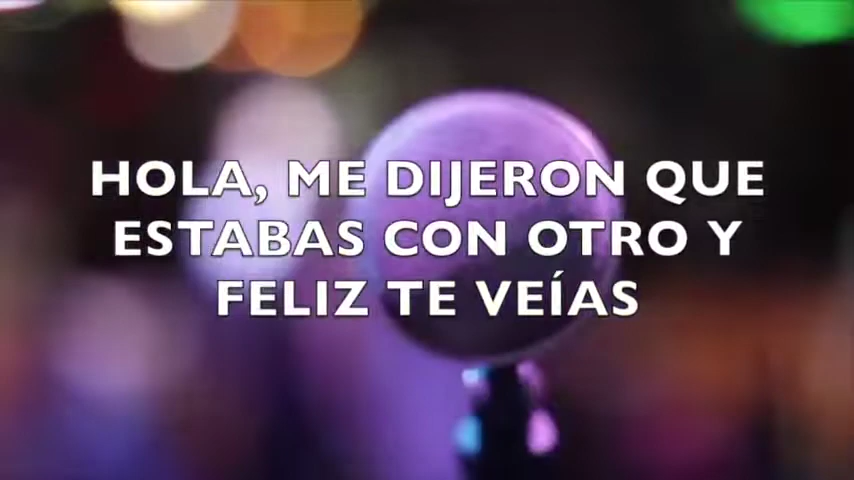 HOLA, ME DIJERON QUE
ESTABAS CON OTRO Y
FELIZ TE VEÍAS